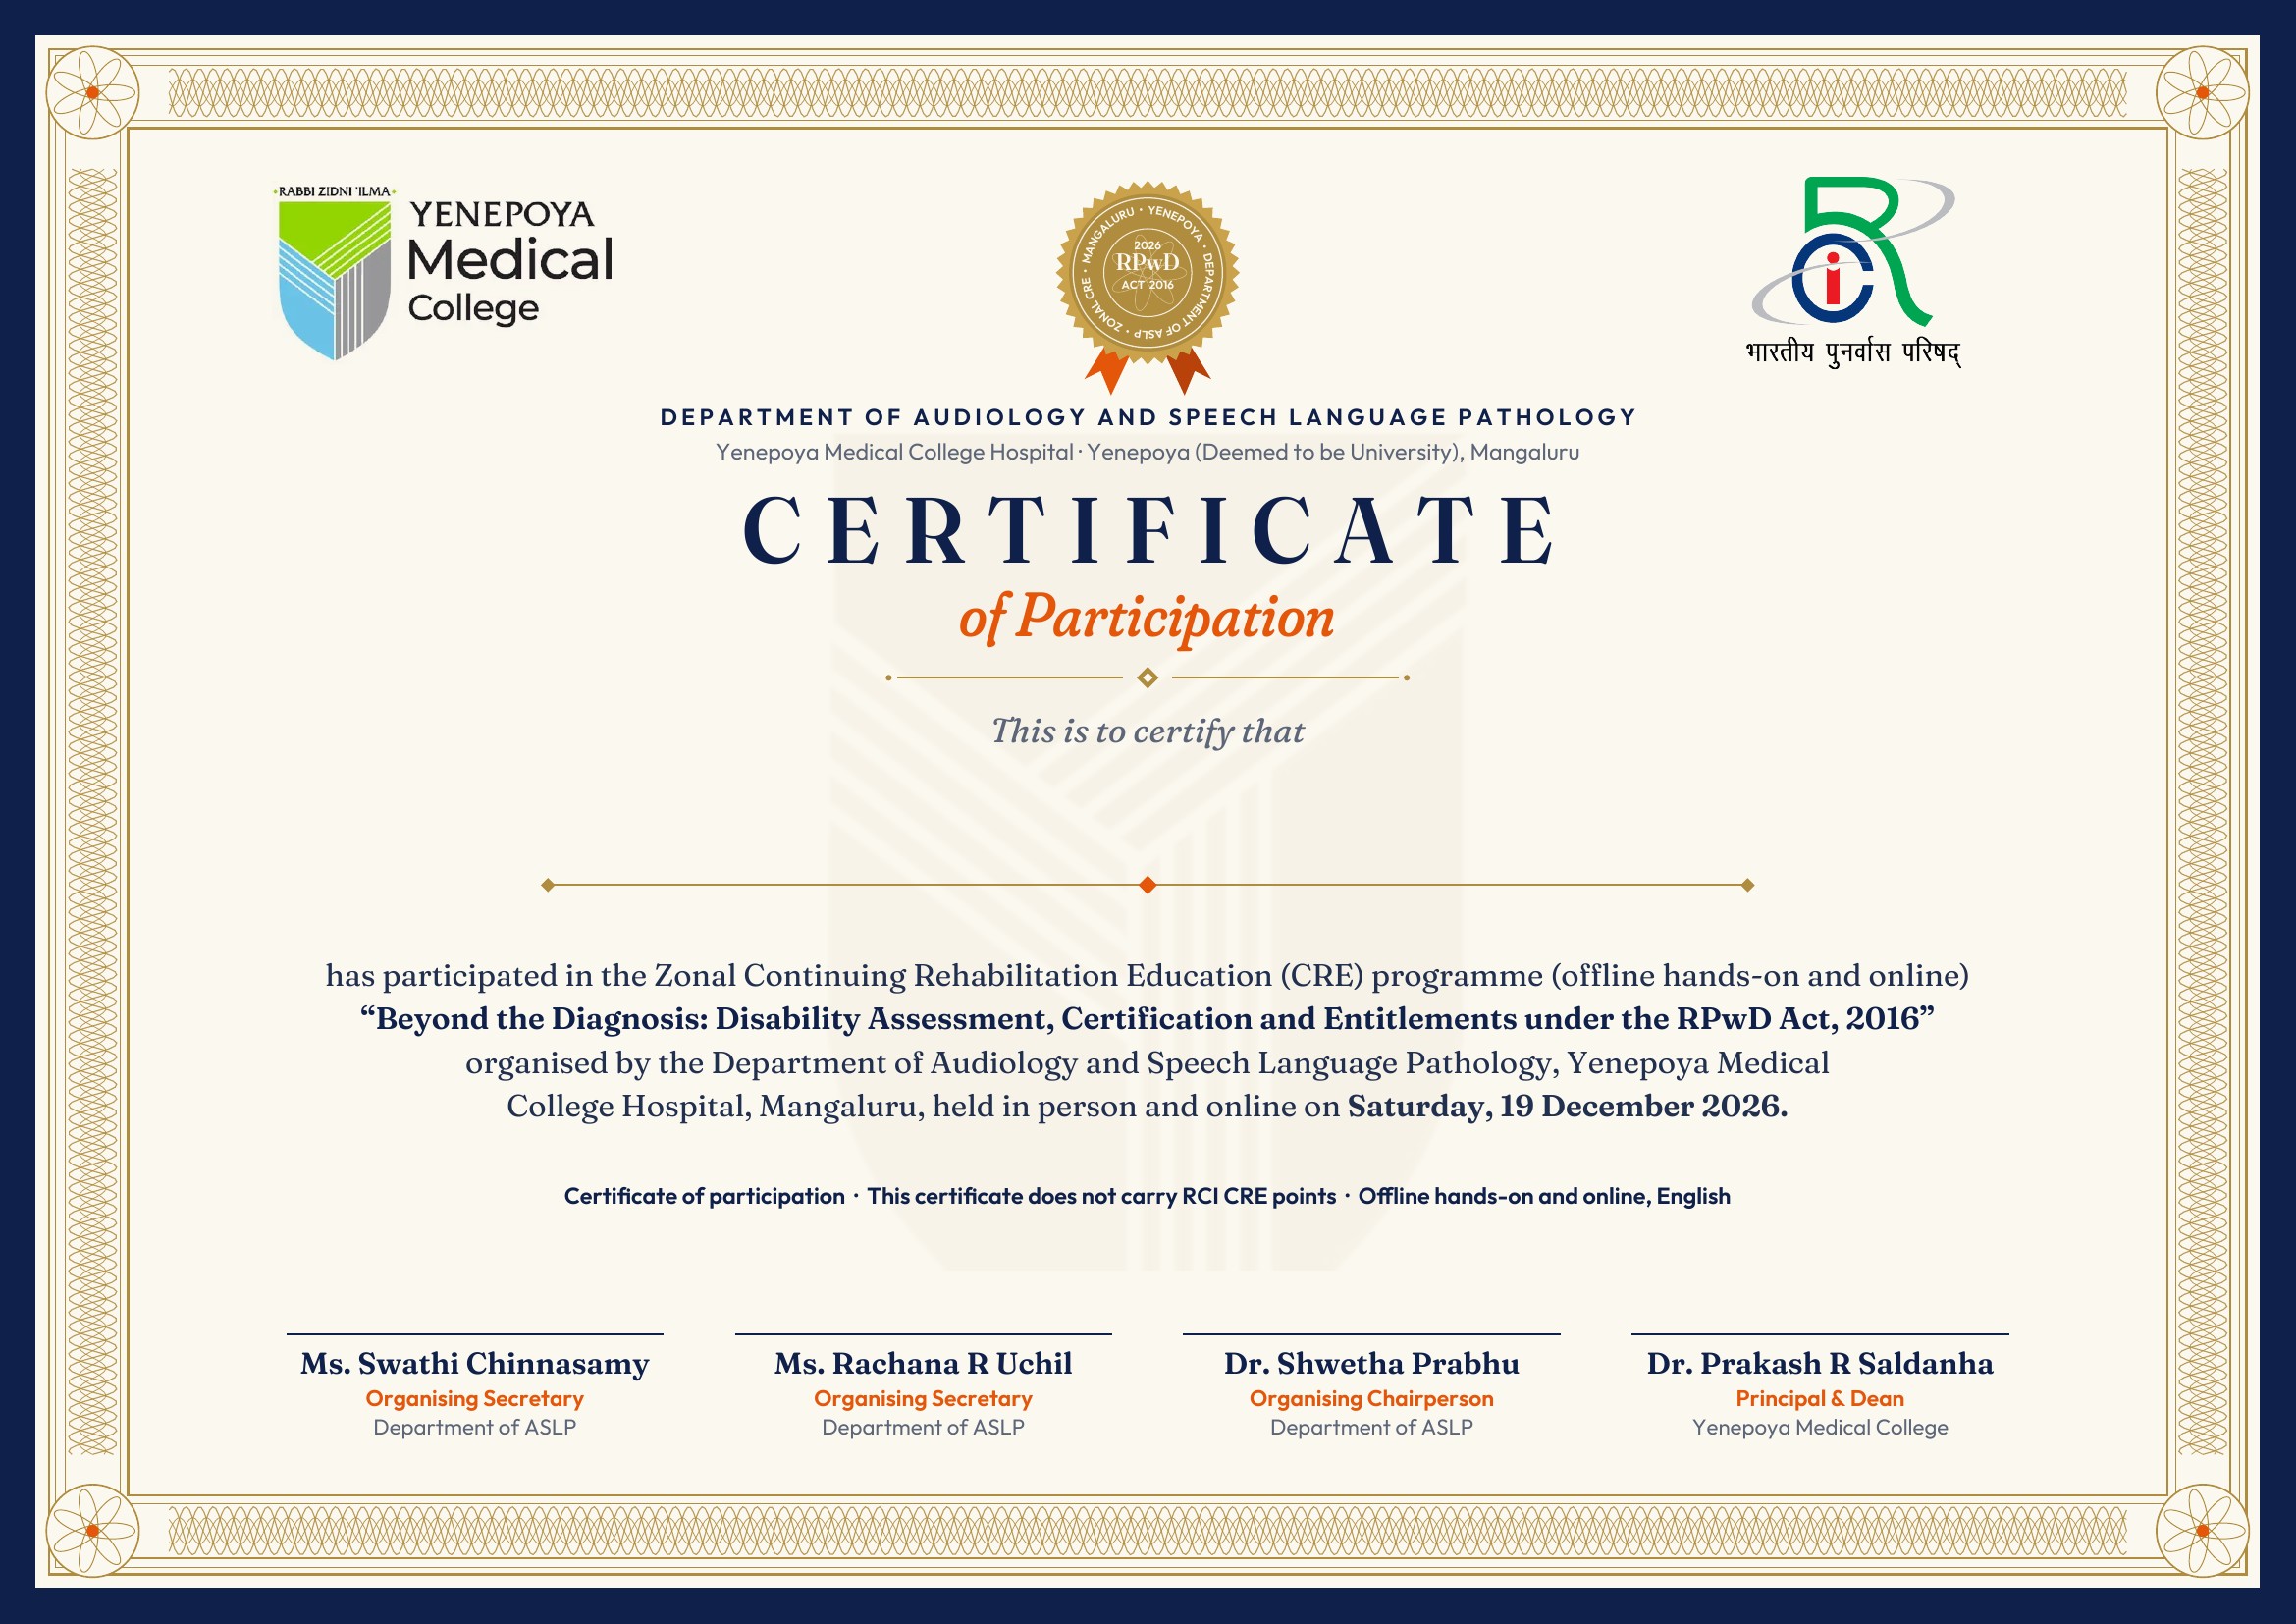 •RABBI ZIDNI 'ILMA•
YENEPOYA
Medical
College
MANGALURU • YENEPOYA • DEPARTMENT OF ASLP • ZONAL CRE •
2026
RPwD
ACT 2016
भारतीय पुनर्वास परिषद्
DEPARTMENT OF AUDIOLOGY AND SPEECH LANGUAGE PATHOLOGY
Yenepoya Medical College Hospital · Yenepoya (Deemed to be University), Mangaluru
CERTIFICATE
of Participation
This is to certify that
has participated in the Zonal Continuing Rehabilitation Education (CRE) programme (offline hands-on and online)
“Beyond the Diagnosis: Disability Assessment, Certification and Entitlements under the RPwD Act, 2016”
organised by the Department of Audiology and Speech Language Pathology, Yenepoya Medical
College Hospital, Mangaluru, held in person and online on Saturday, 19 December 2026.
Certificate of participation · This certificate does not carry RCI CRE points · Offline hands-on and online, English
Ms. Swathi Chinnasamy
Organising Secretary
Department of ASLP
Ms. Rachana R Uchil
Organising Secretary
Department of ASLP
Dr. Shwetha Prabhu
Organising Chairperson
Department of ASLP
Dr. Prakash R Saldanha
Principal & Dean
Yenepoya Medical College